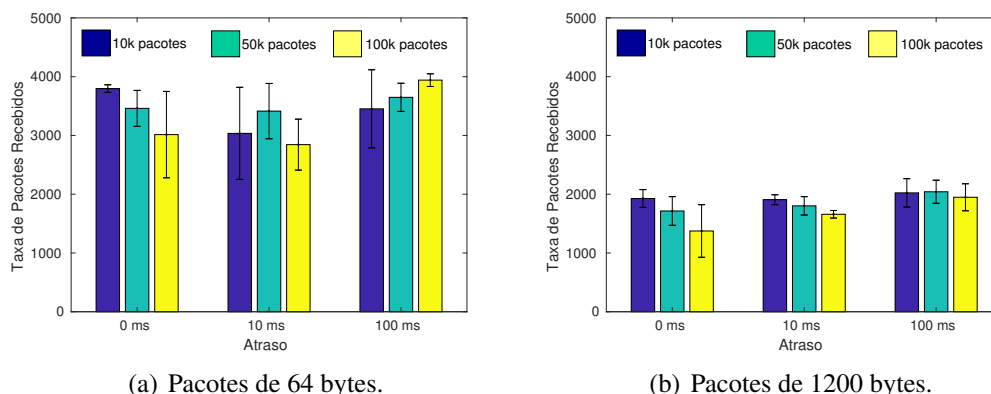 5000
4000
3000
2000
1000
0
Taxa de Pacotes Recebidos
10k pacotes
50k pacotes
100k pacotes
0 ms
10 ms
100 ms
Atraso
(a) Pacotes de 64 bytes.
5000
4000
3000
2000
1000
0
Taxa de Pacotes Recebidos
10k pacotes
50k pacotes
100k pacotes
0 ms
10 ms
100 ms
Atraso
(b) Pacotes de 1200 bytes.